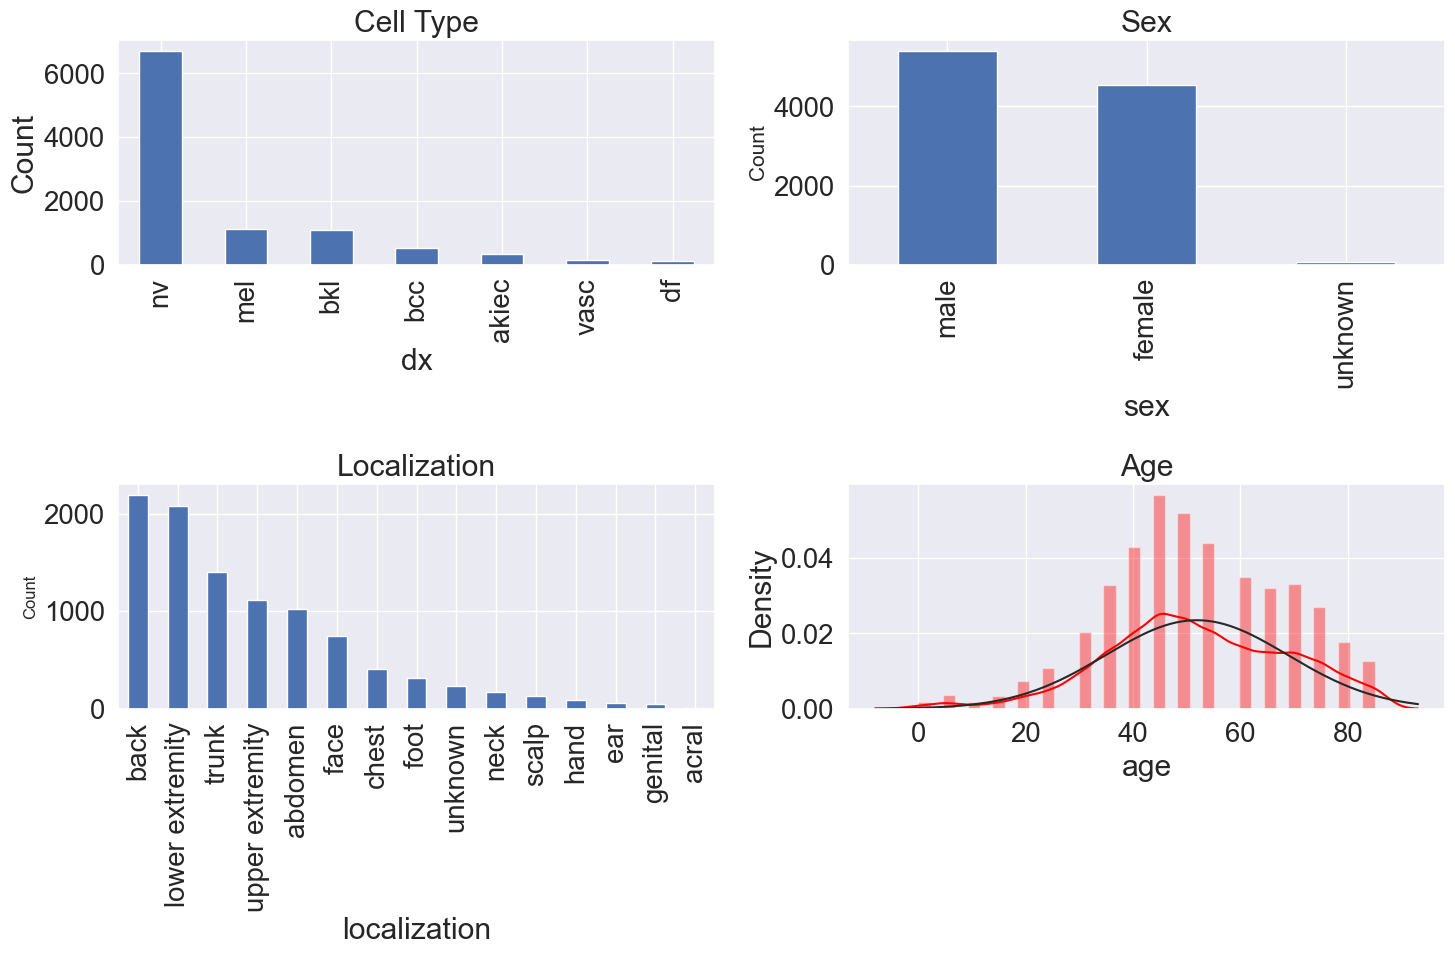 Cell Type
Count
6000
4000
2000
0
nv
mel
bkl
bcc
akiec
vasc
df
dx
Sex
Count
4000
2000
0
male
female
unknown
sex
Localization
Count
2000
1000
0
back
lower extremity
trunk
upper extremity
abdomen
face
chest
foot
unknown
neck
scalp
hand
ear
genital
acral
localization
Age
Density
0.04
0.02
0.00
0
20
40
60
80
age